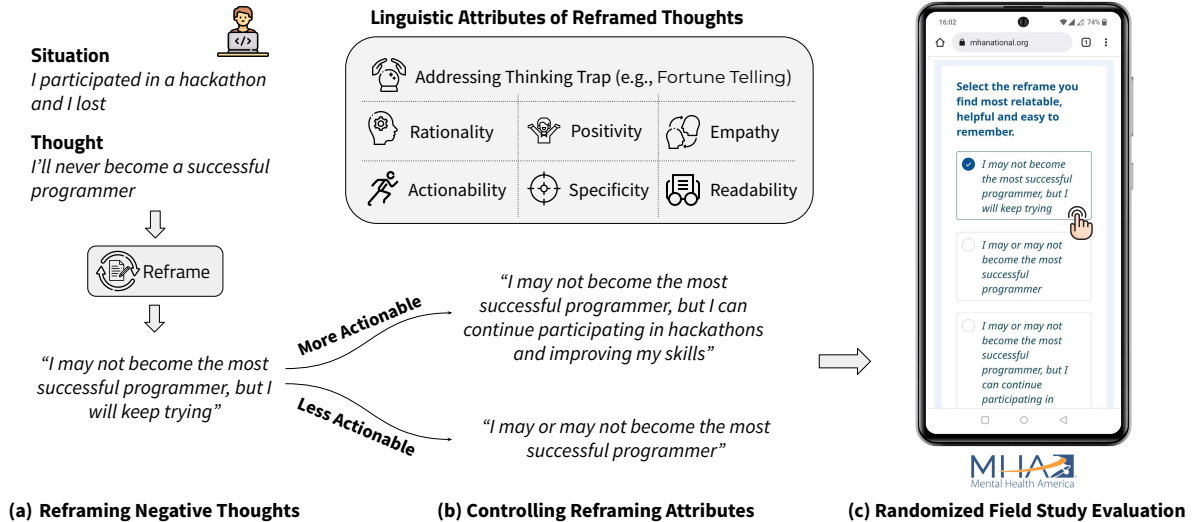 Situation
I participated in a hackathon
and I lost
Thought
I'll never become a successful
programmer
</>
Reframe
“I may not become the most
successful programmer, but I
will keep trying”
(a) Reframing Negative Thoughts
Linguistic Attributes of Reframed Thoughts
Addressing Thinking Trap (e.g., Fortune Telling)
Rationality
Positivity
Empathy
Actionability
Specificity
Readability
More Actionable
Less Actionable
“I may not become the most
successful programmer, but I can
continue participating in hackathons
and improving my skills”
“I may or may not become the most
successful programmer”
(b) Controlling Reframing Attributes
16:02
74%
mhanational.org
1
Select the reframe you
find most relatable,
helpful and easy to
remember.
I may not become
the most successful
programmer, but I
will keep trying
I may or may not
become the most
successful
programmer
I may or may not
become the most
successful
programmer, but I
can continue
participating in
MHA
Mental Health America
(c) Randomized Field Study Evaluation